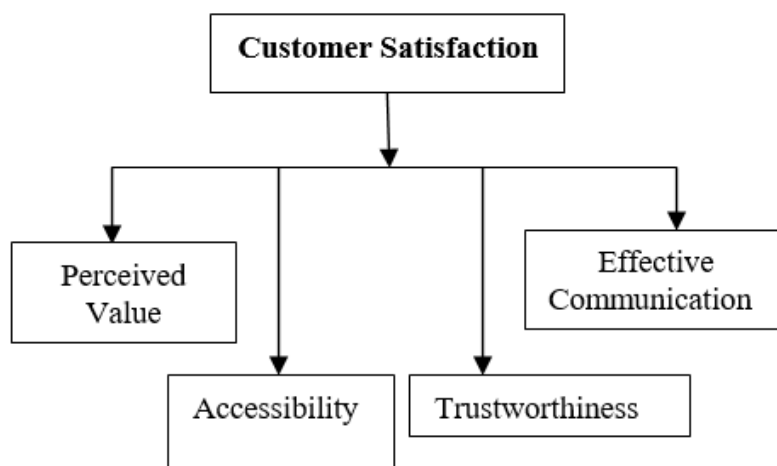 Customer Satisfaction
Perceived
Value
Effective
Communication
Accessibility
Trustworthiness